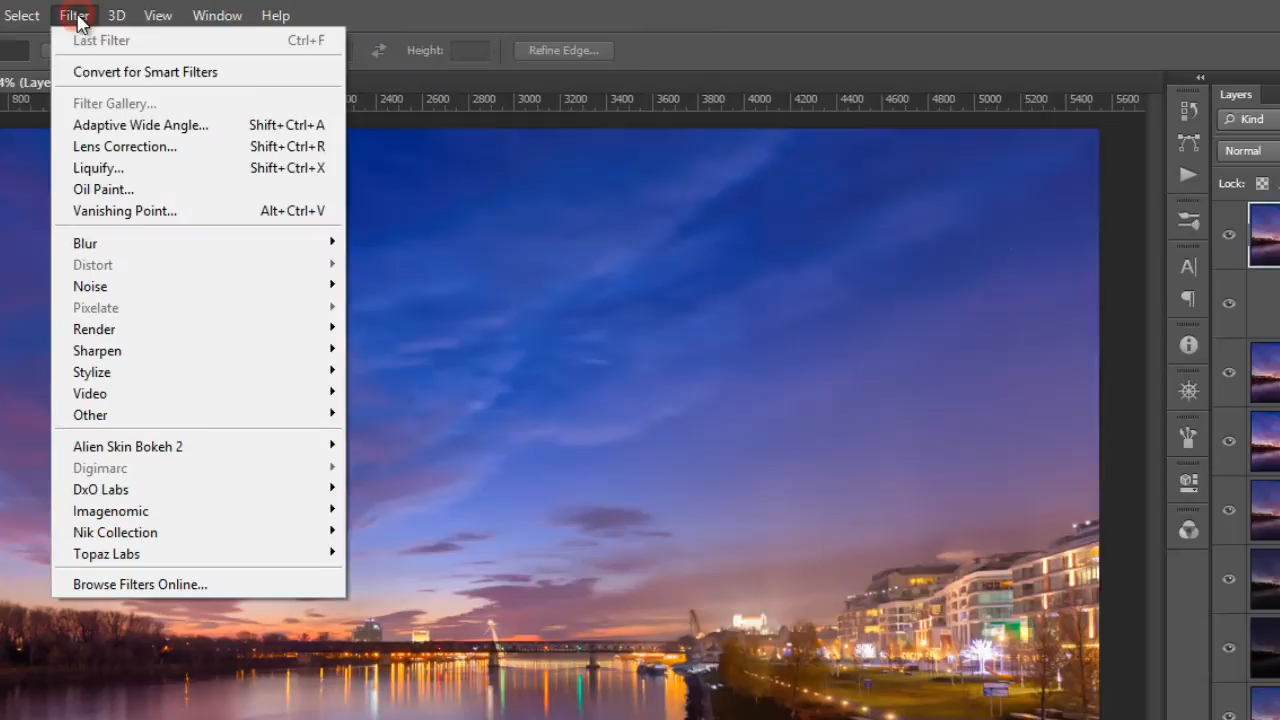 Select Filter 3D View Window Help
Last Filter Ctrl+F
Height: Refine Edge...
Convert for Smart Filters
4% (Laye
Layers
800 2400 2600 2800 3000 3200 3400 3600 3800 4000 4200 4400 4600 4800 5000 5200 5400 5600
Filter Gallery...
Kind
Adaptive Wide Angle... Shift+Ctrl+A
Lens Correction... Shift+Ctrl+R
Normal
Liquify... Shift+Ctrl+X
Lock:
Oil Paint...
Vanishing Point... Alt+Ctrl+V
Blur
Distort
Noise
Pixelate
Render
Sharpen
Stylize
Video
Other
Alien Skin Bokeh 2
Digimarc
DxO Labs
Imagenomic
Nik Collection
Topaz Labs
Browse Filters Online...